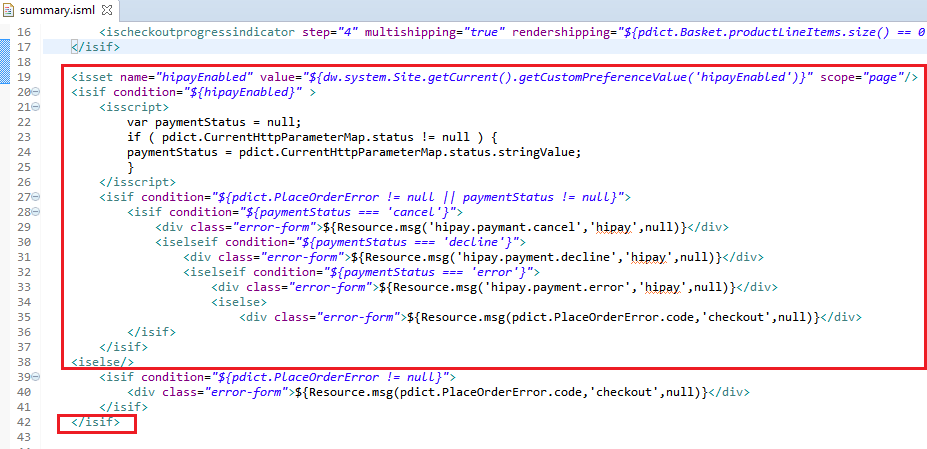 summary.isml
16 <ischeckoutprogressindicator step="4" multishipping="true" rendershipping="${pdict.Basket.productLineItems.size() == 0
17 </isif>
18
19 <isset name="hipayEnabled" value="${dw.system.Site.getCurrent().getCustomPreferenceValue('hipayEnabled')}" scope="page"/>
20 <isif condition="${hipayEnabled}" >
21 <isscript>
22 var paymentStatus = null;
23 if ( pdict.CurrentHttpParameterMap.status != null ) {
24 paymentStatus = pdict.CurrentHttpParameterMap.status.stringValue;
25 }
26 </isscript>
27 <isif condition="${pdict.PlaceOrderError != null || paymentStatus != null}">
28 <isif condition="${paymentStatus === 'cancel'}">
29 <div class="error-form">${Resource.msg('hipay.paymant.cancel','hipay',null)}</div>
30 <iselseif condition="${paymentStatus === 'decline'}">
31 <div class="error-form">${Resource.msg('hipay.payment.decline','hipay',null)}</div>
32 <iselseif condition="${paymentStatus === 'error'}">
33 <div class="error-form">${Resource.msg('hipay.payment.error','hipay',null)}</div>
34 <iselse>
35 <div class="error-form">${Resource.msg(pdict.PlaceOrderError.code,'checkout',null)}</div>
36 </isif>
37 </isif>
38 <iselse/>
39 <isif condition="${pdict.PlaceOrderError != null}">
40 <div class="error-form">${Resource.msg(pdict.PlaceOrderError.code,'checkout',null)}</div>
41 </isif>
42 </isif>
43